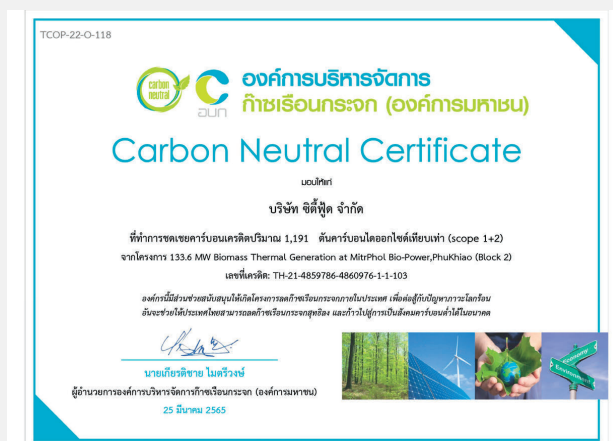 TCOP-22-O-118
carbon
neutral
อบก
องค์การบริหารจัดการ
ก๊าซเรือนกระจก (องค์การมหาชน)
Carbon Neutral Certificate
มอบให้แก่
บริษัท ซิตี้ฟู้ด จำกัด
ที่ทำการชดเชยคาร์บอนเครดิตปริมาณ 1,191 ตันคาร์บอนไดออกไซด์เทียบเท่า (scope 1+2)
จากโครงการ 133.6 MW Biomass Thermal Generation at MitrPhol Bio-Power,PhuKhiao (Block 2)
เลขที่เครดิต: TH-21-4859786-4860976-1-1-103
องค์กรนี้มีส่วนช่วยสนับสนุนให้เกิดโครงการลดก๊าซเรือนกระจกภายในประเทศ เพื่อต่อสู้กับปัญหาภาวะโลกร้อน
อันจะช่วยให้ประเทศไทยสามารถลดก๊าซเรือนกระจกสุทธิลง และก้าวไปสู่การเป็นสังคมคาร์บอนต่ำได้ในอนาคต
นายเกียรติชาย ไมตรีวงษ์
ผู้อำนวยการองค์การบริหารจัดการก๊าซเรือนกระจก (องค์การมหาชน)
25 มีนาคม 2565
Economy
Environment